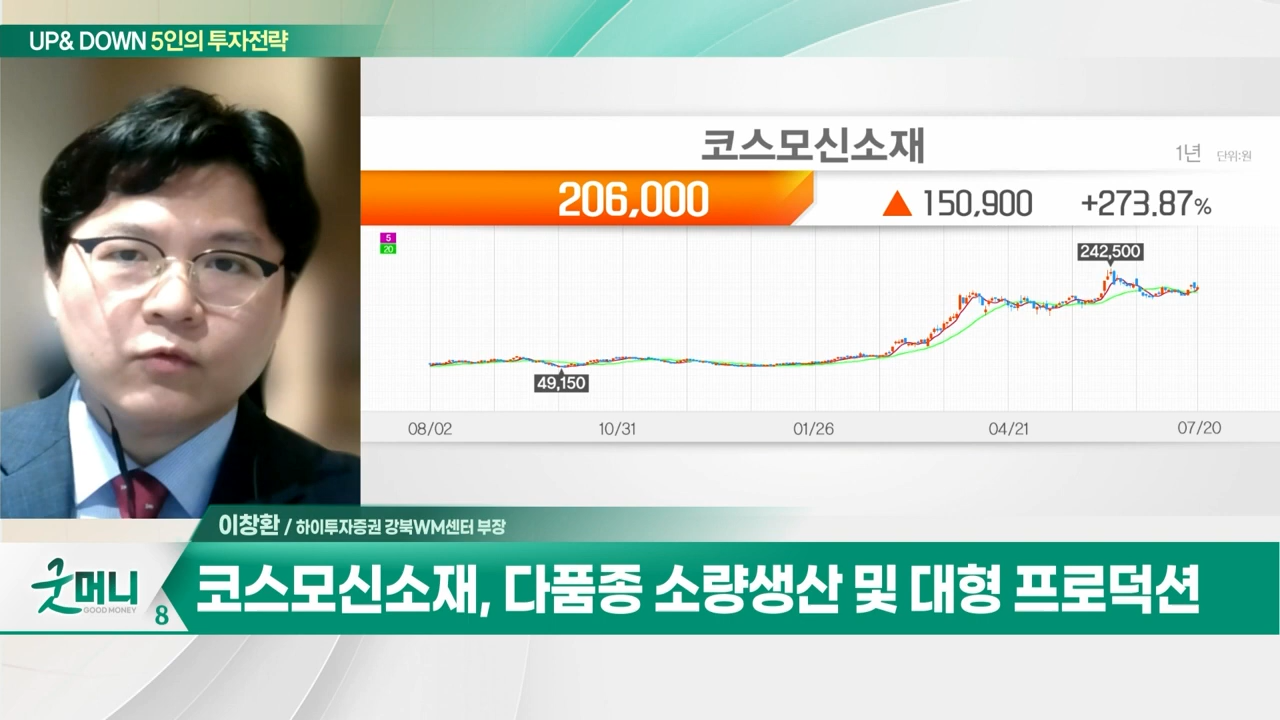 UP& DOWN 5인의 투자전략
코스모신소재
1년 단위:원
206,000 ▲ 150,900 +273.87%
5
20
242,500
49,150
08/02 10/31 01/26 04/21 07/20
이창환 / 하이투자증권 강북WM센터 부장
굿머니
GOOD MONEY
8
코스모신소재, 다품종 소량생산 및 대형 프로덕션